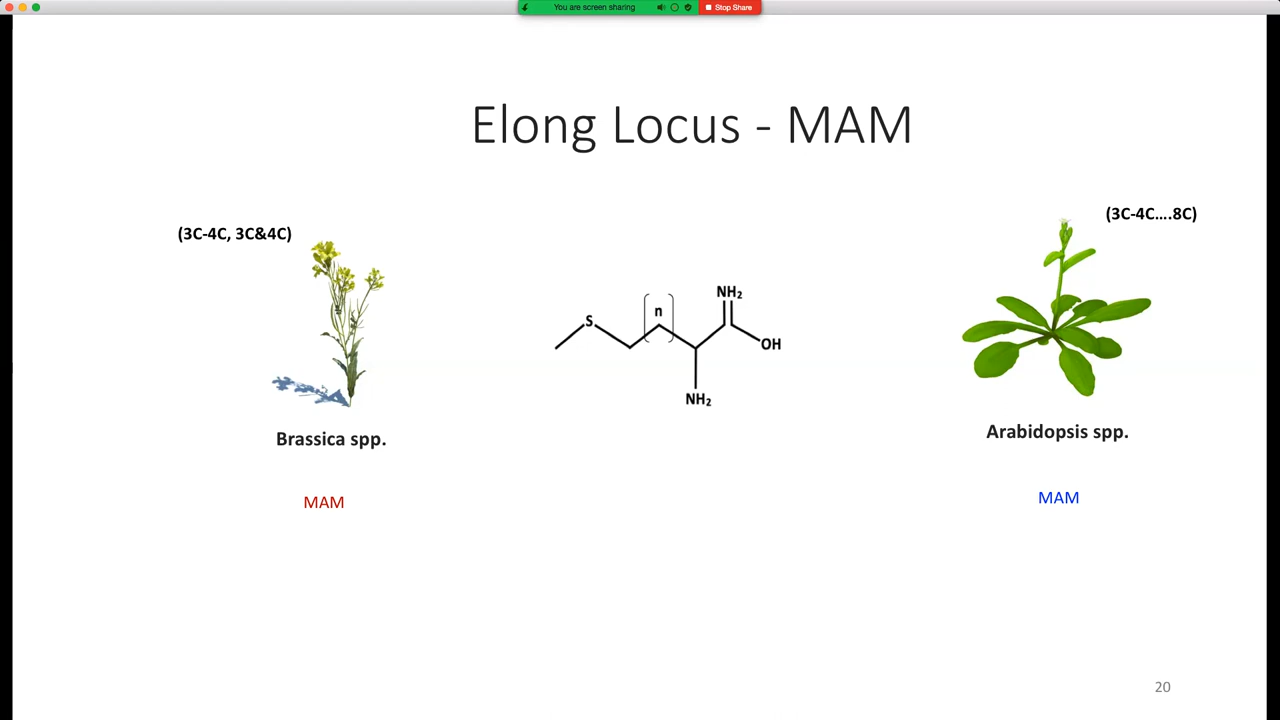 You are screen sharing
Stop Share
Elong Locus - MAM
(3C-4C, 3C&4C)
(3C-4C....8C)
n
S
NH₂
OH
NH₂
Brassica spp.
Arabidopsis spp.
MAM
MAM
20